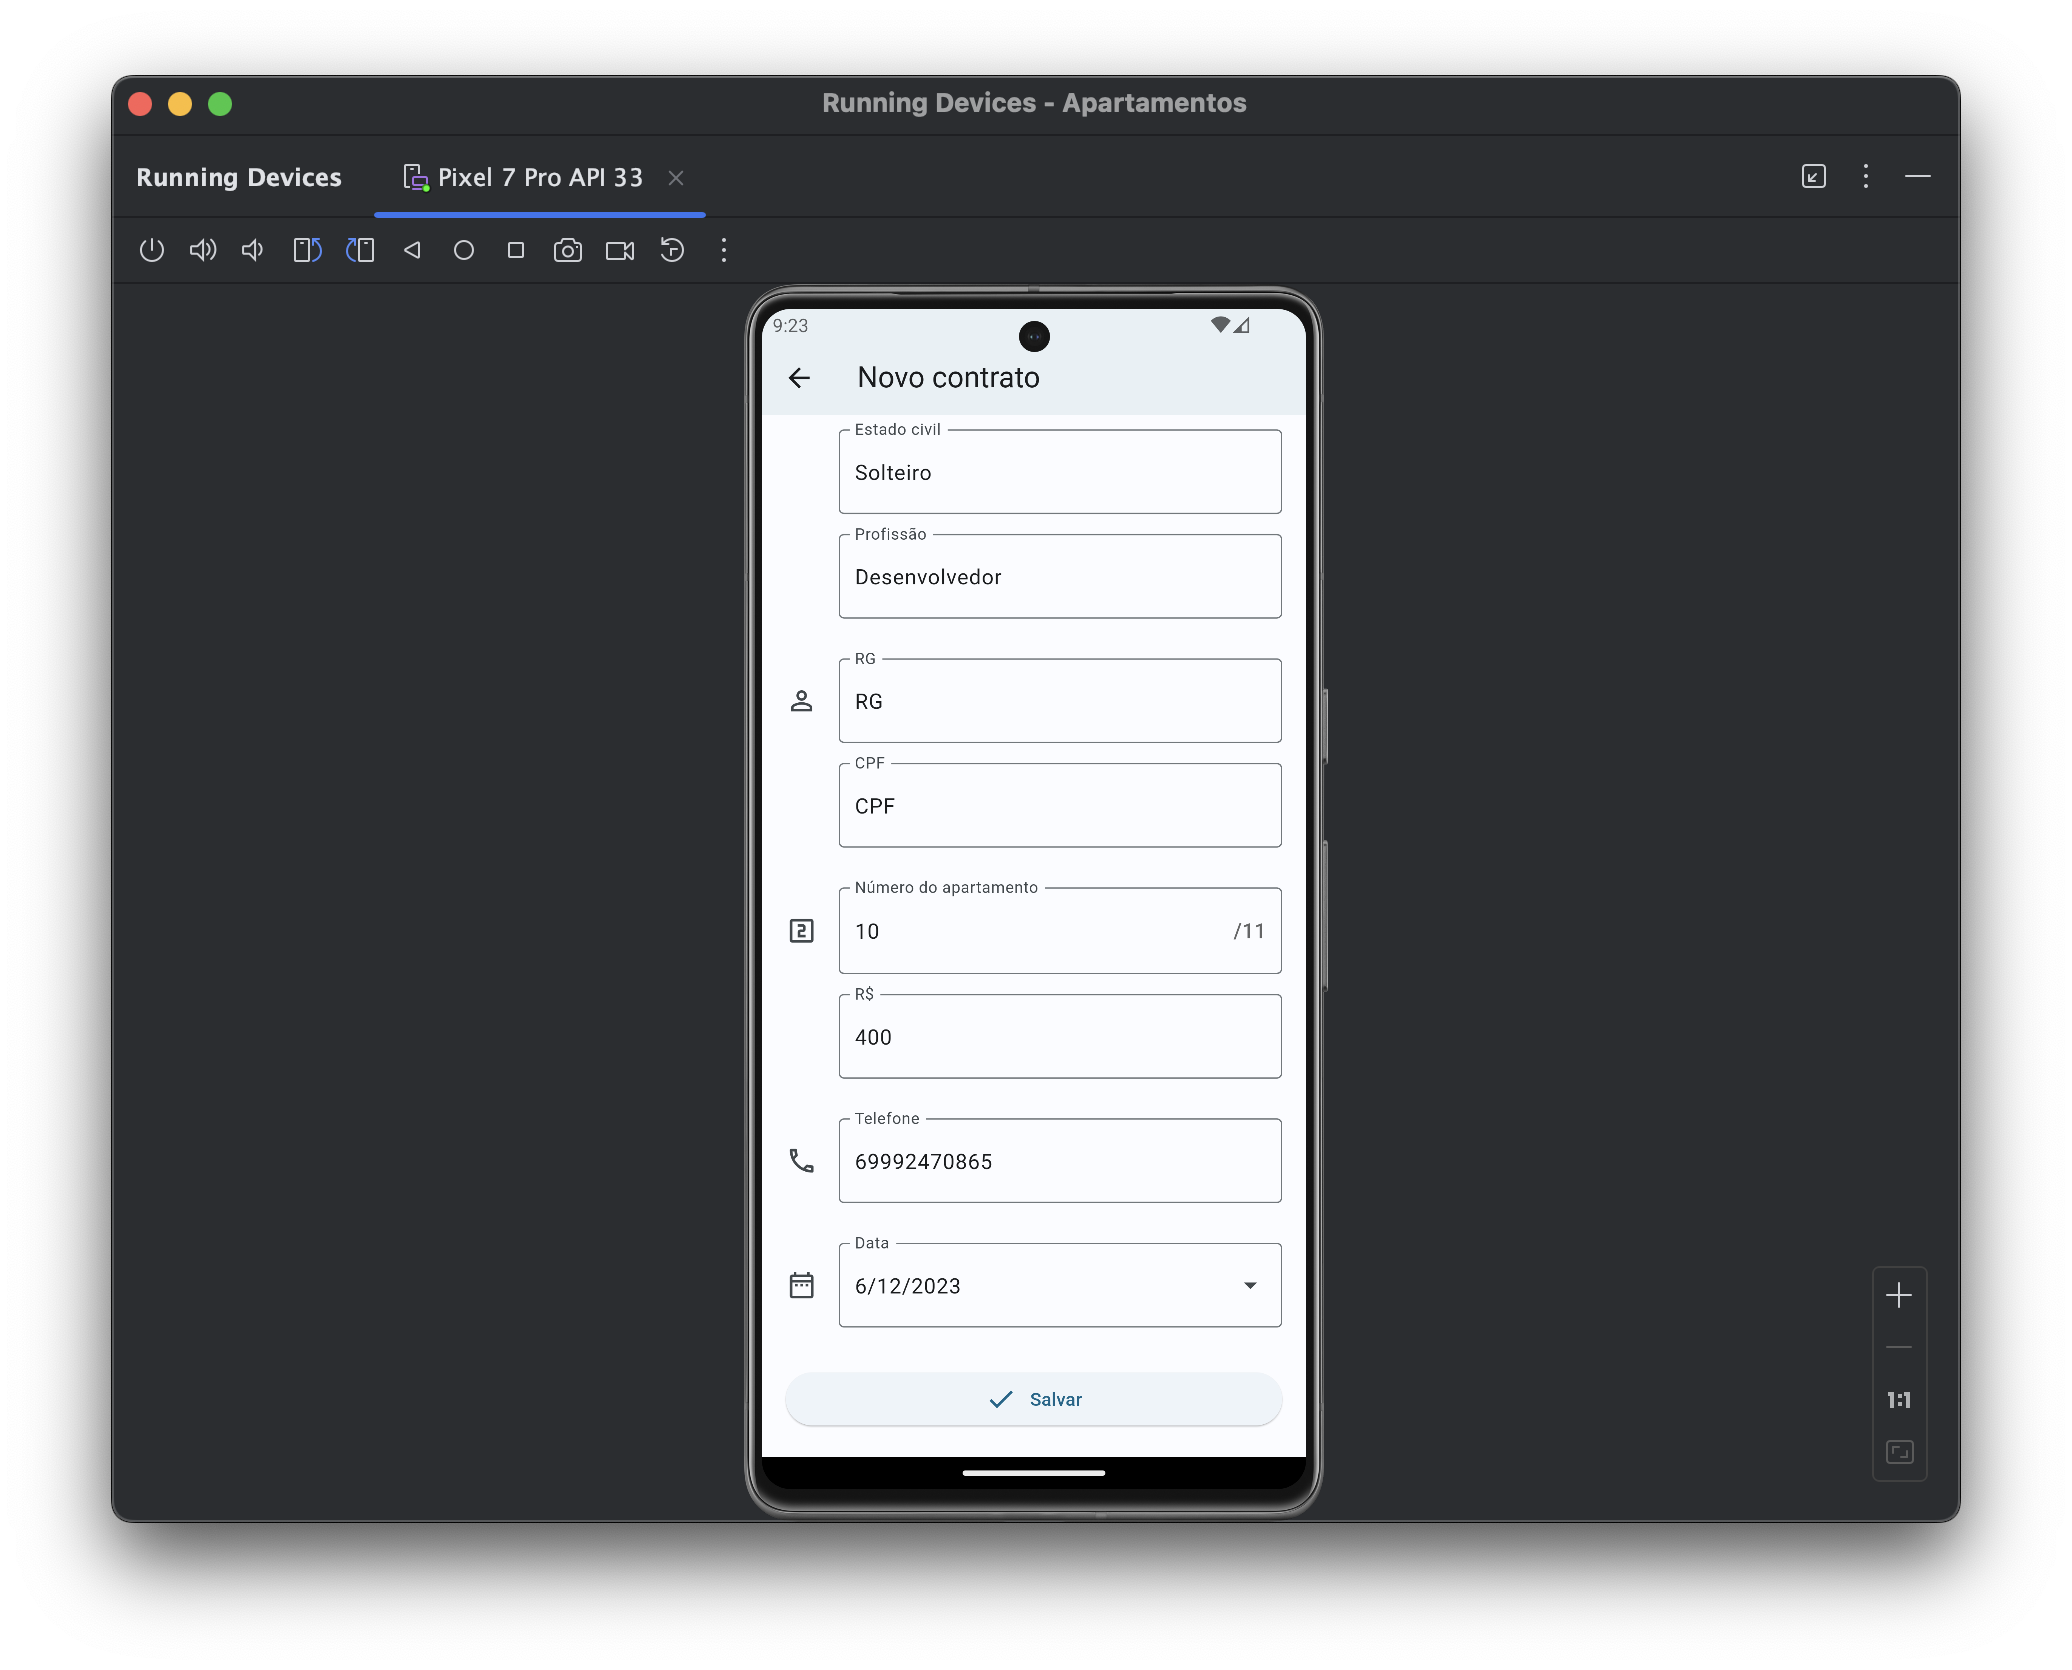 Running Devices - Apartamentos
Running Devices
Pixel 7 Pro API 33
9:23
Novo contrato
Estado civil
Solteiro
Profissão
Desenvolvedor
RG
RG
CPF
CPF
Número do apartamento
2
10 /11
R$
400
Telefone
69992470865
Data
6/12/2023
Salvar
1:1